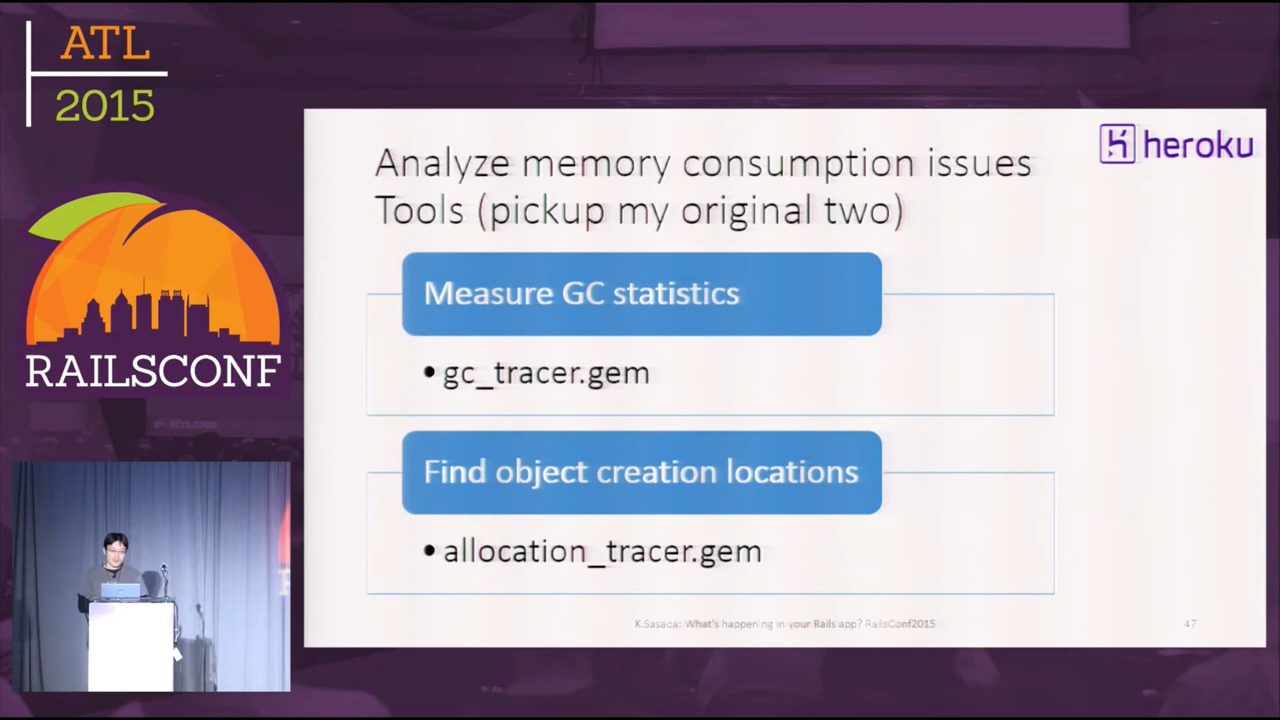 ATL
2015
RAILSCONF
heroku
Analyze memory consumption issues
Tools (pickup my original two)
Measure GC statistics
• gc_tracer.gem
Find object creation locations
• allocation_tracer.gem
K.Sasada: What's happening in your Rails app? RailsConf2015
47